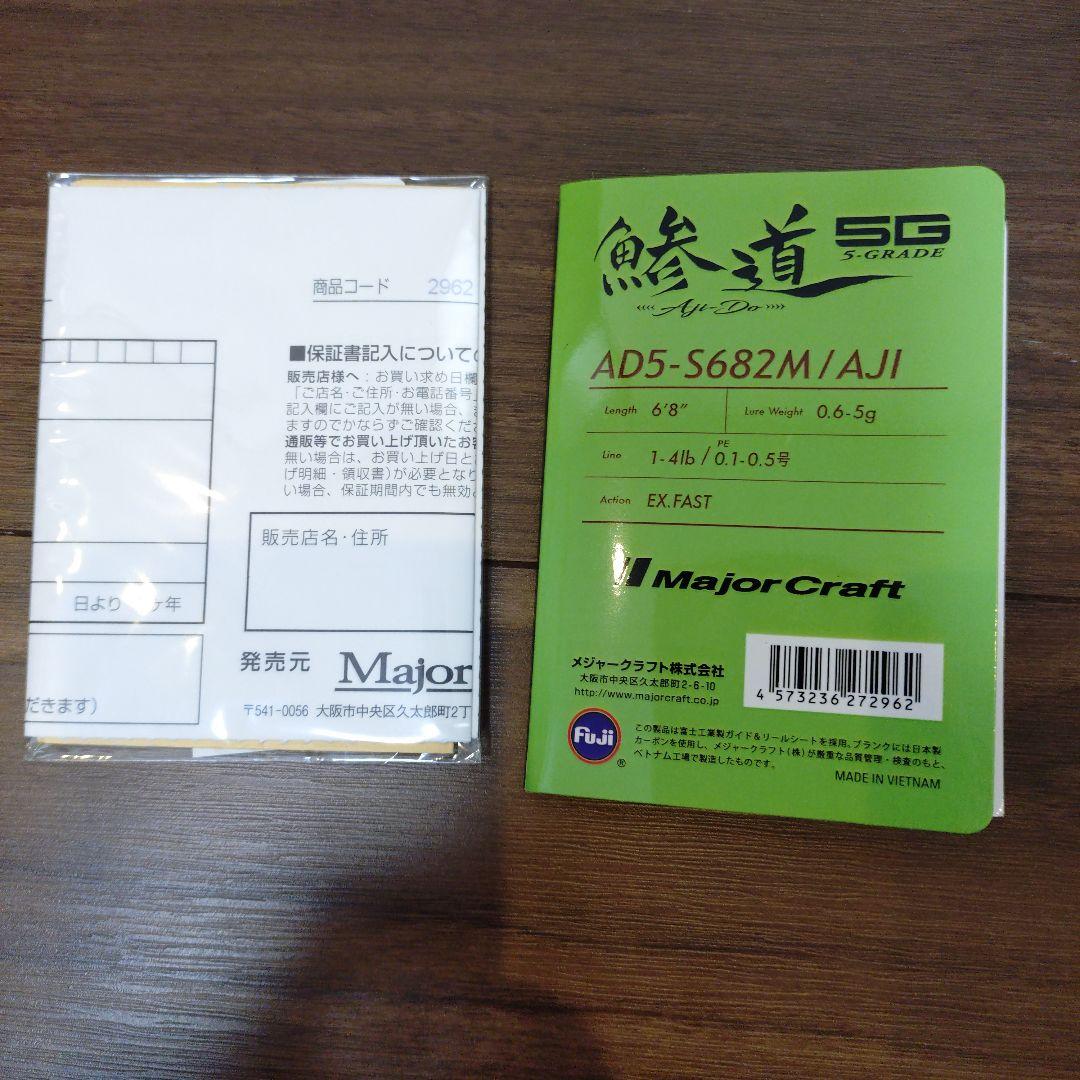 商品コード 2962
■保証書記入についての
販売店様へ：お買い求め日欄
「ご店名・ご住所・お電話番号」
記入欄にご記入が無い場合、
ますのでかならずご確認くだ
通販等でお買い上げ頂いたお客
無い場合は、お買い上げ日と
げ明細・領収書)が必要となり
い場合、保証期間内でも無効
販売店名・住所
日より ヶ年
発売元 Major
だきます)
〒541-0056 大阪市中央区久太郎町2丁
鯵道 5G
5-GRADE
Aji-Do
AD5-S682M/AJI
Length 6'8" Lure Weight 0.6-5g
Line 1-4lb / PE 0.1-0.5号
Action EX.FAST
Major Craft
メジャークラフト株式会社
大阪市中央区久太郎町2-6-10
http://www.majorcraft.co.jp
4 573236 272962
Fuji ®
この製品は富士工業製ガイド&リールシートを採用。ブランクには日本製
カーボンを使用し、メジャークラフト(株)が厳重な品質管理・検査のもと、
ベトナム工場で製造したものです。
MADE IN VIETNAM